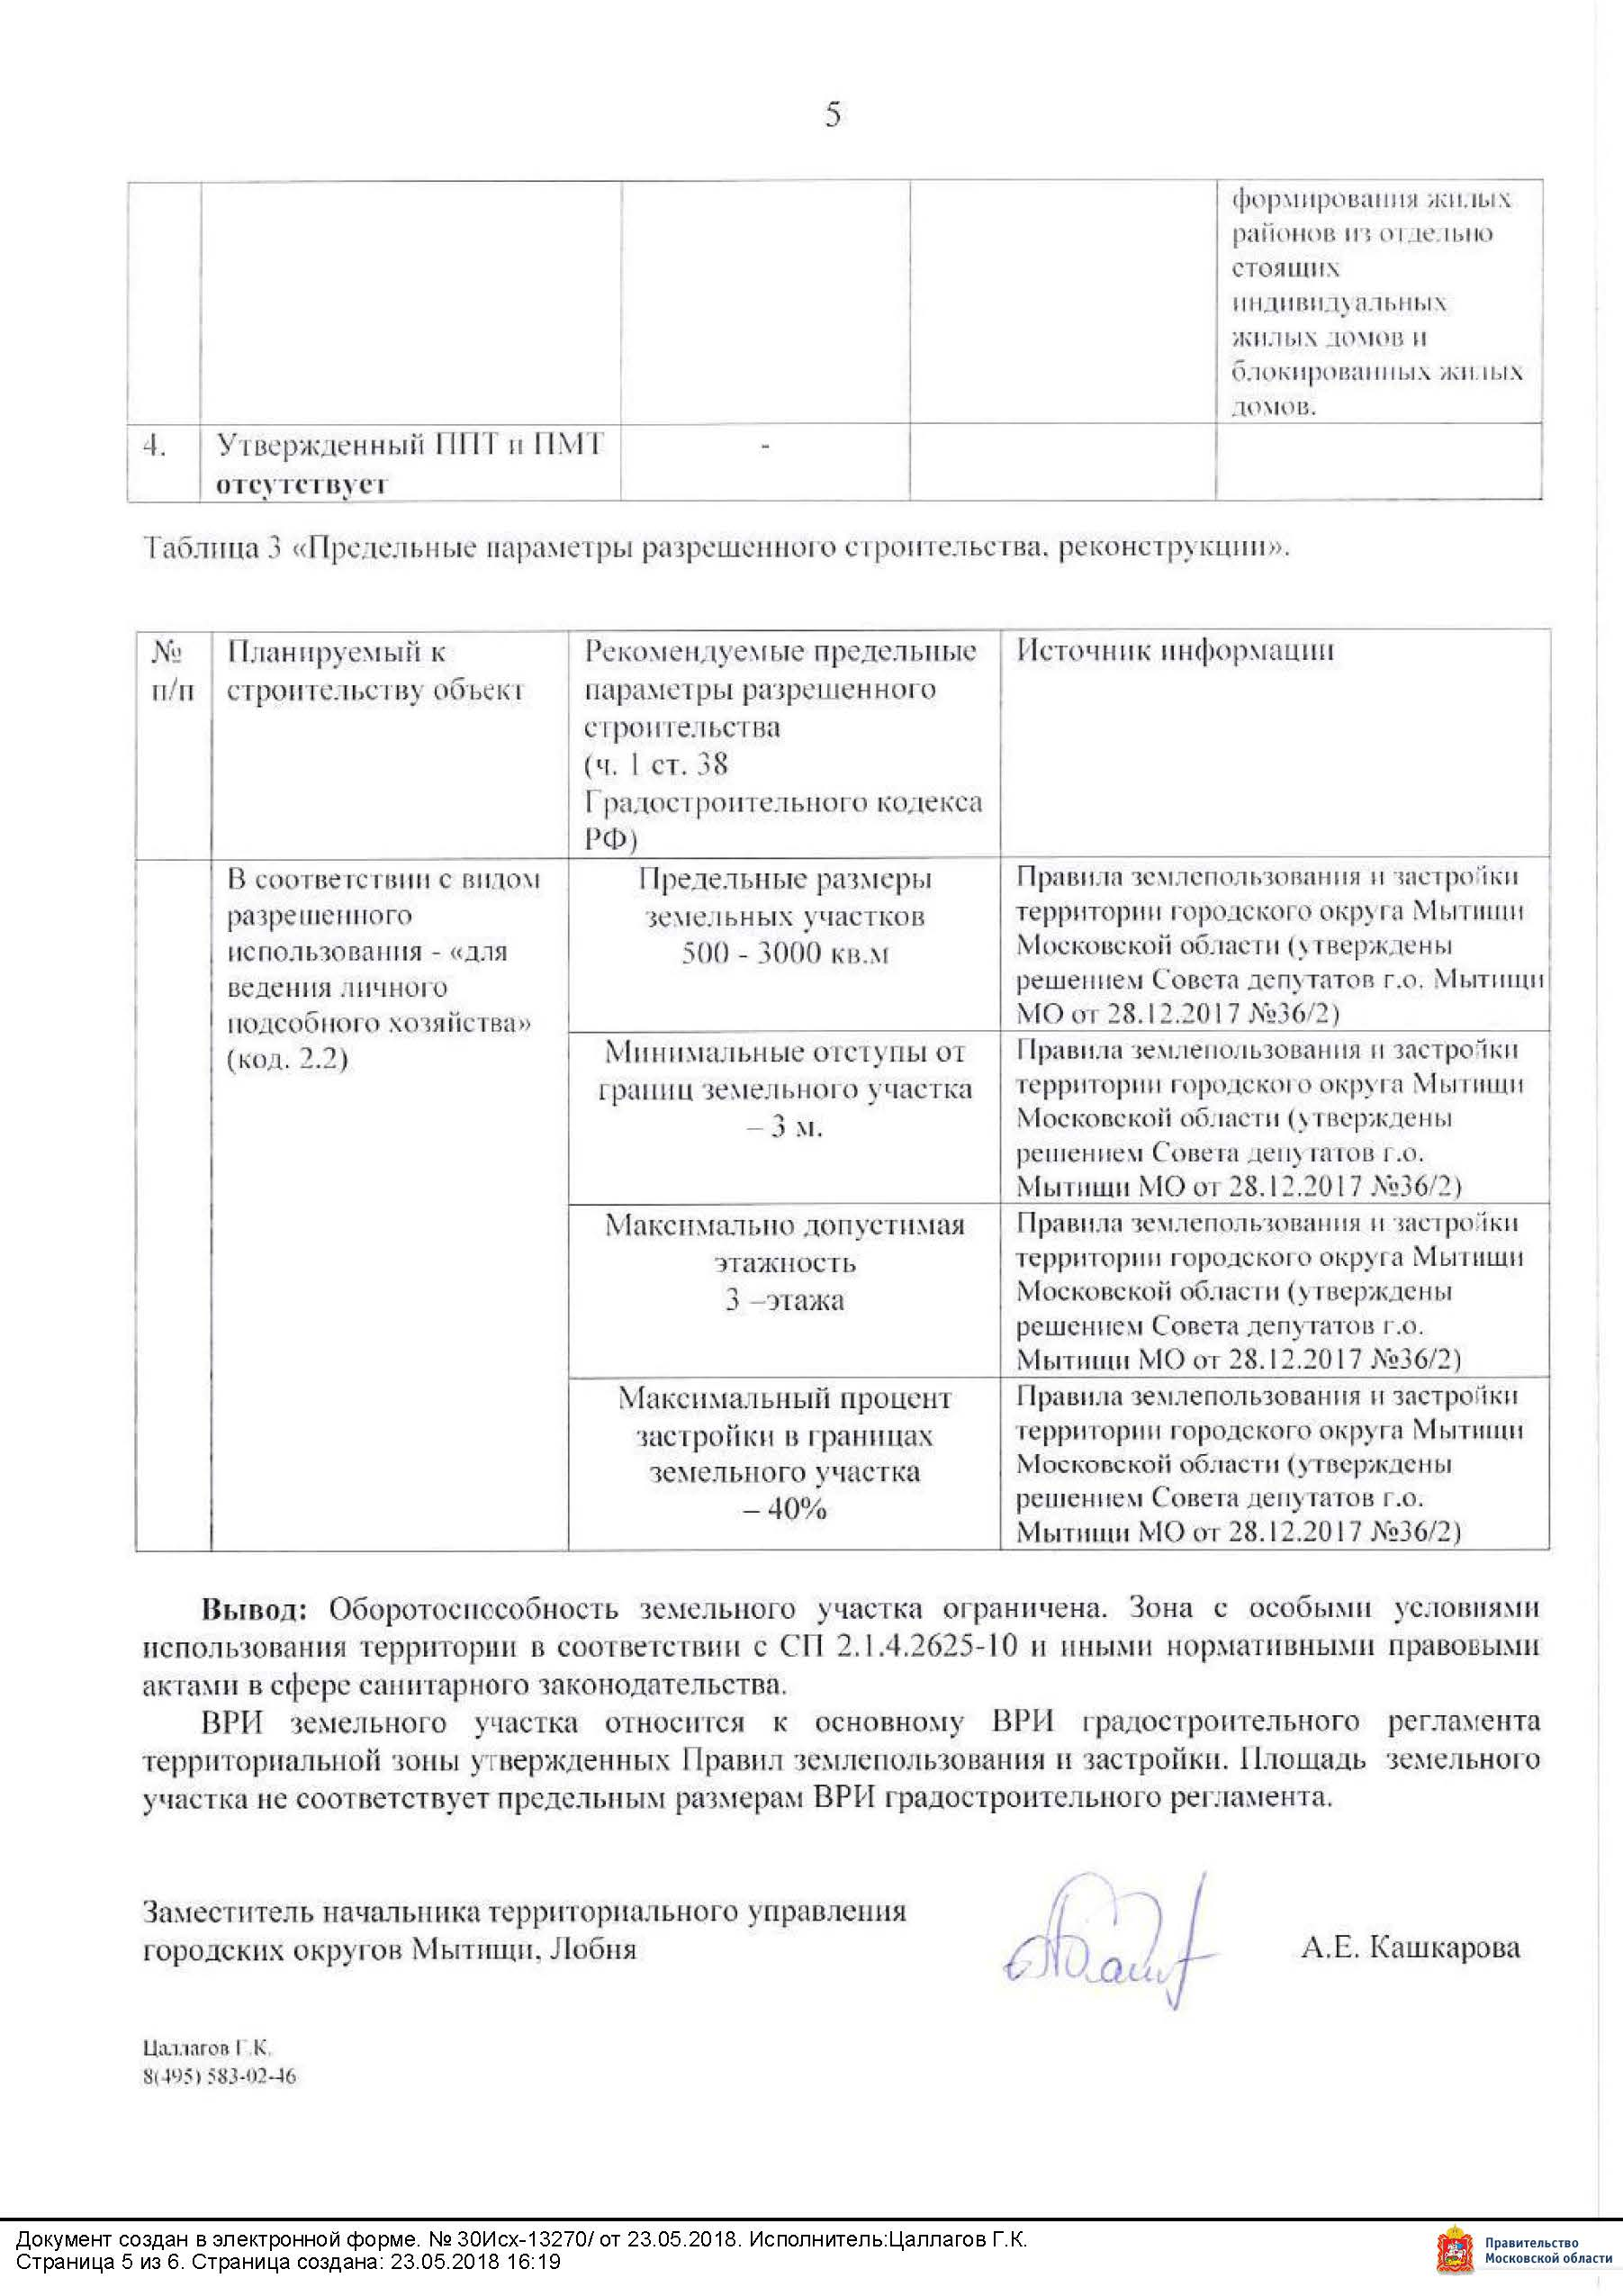 5
формирования жилых
районов из отдельно
стоящих
индивидуальных
жилых домов и
блокированных жилых
домов.
4.
Утвержденный ППТ и ПМТ
отсутствует
-
Таблица 3 «Предельные параметры разрешенного строительства, реконструкции».
№
п/п
Планируемый к
строительству объект
Рекомендуемые предельные
параметры разрешенного
строительства
(ч. 1 ст. 38
Градостроительного кодекса
РФ)
Источник информации
В соответствии с видом
разрешенного
использования - «для
ведения личного
подсобного хозяйства»
(код. 2.2)
Предельные размеры
земельных участков
500 - 3000 кв.м
Правила землепользования и застройки
территории городского округа Мытищи
Московской области (утверждены
решением Совета депутатов г.о. Мытищи
МО от 28.12.2017 №36/2)
Минимальные отступы от
границ земельного участка
– 3 м.
Правила землепользования и застройки
территории городского округа Мытищи
Московской области (утверждены
решением Совета депутатов г.о.
Мытищи МО от 28.12.2017 №36/2)
Максимально допустимая
этажность
3 –этажа
Правила землепользования и застройки
территории городского округа Мытищи
Московской области (утверждены
решением Совета депутатов г.о.
Мытищи МО от 28.12.2017 №36/2)
Максимальный процент
застройки в границах
земельного участка
– 40%
Правила землепользования и застройки
территории городского округа Мытищи
Московской области (утверждены
решением Совета депутатов г.о.
Мытищи МО от 28.12.2017 №36/2)
Вывод: Оборотоспособность земельного участка ограничена. Зона с особыми условиями
использования территории в соответствии с СП 2.1.4.2625-10 и иными нормативными правовыми
актами в сфере санитарного законодательства.
ВРИ земельного участка относится к основному ВРИ градостроительного регламента
территориальной зоны утвержденных Правил землепользования и застройки. Площадь земельного
участка не соответствует предельным размерам ВРИ градостроительного регламента.
Заместитель начальника территориального управления
городских округов Мытищи, Лобня
А.Е. Кашкарова
Цаллагов Г.К.
8(495) 583-02-46
Документ создан в электронной форме. № 30Исх-13270/ от 23.05.2018. Исполнитель:Цаллагов Г.К.
Страница 5 из 6. Страница создана: 23.05.2018 16:19
Правительство
Московской области